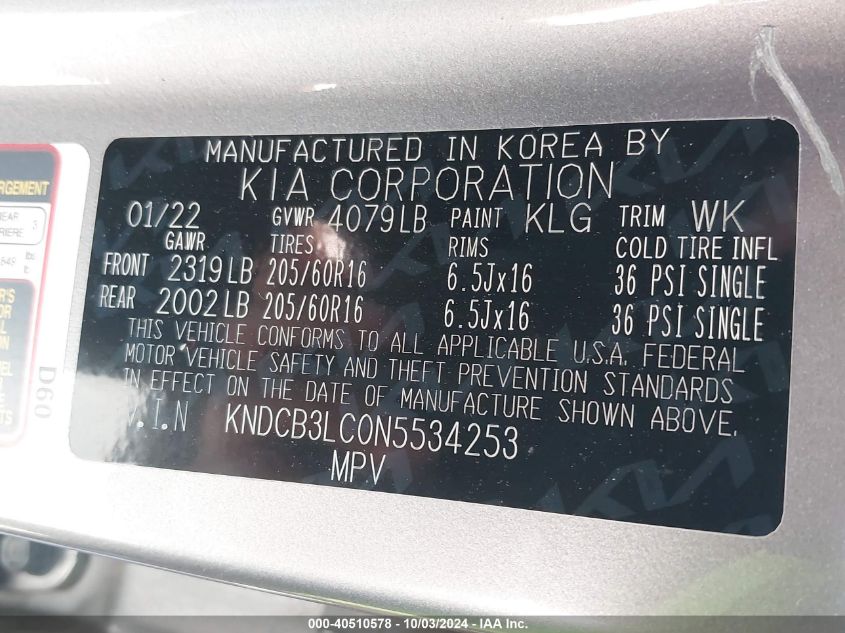 MANUFACTURED IN KOREA BY
KIA CORPORATION
01/22 GVWR 4079LB PAINT KLG TRIM WK
GAWR TIRES RIMS COLD TIRE INFL
FRONT 2319LB 205/60R16 6.5Jx16 36 PSI SINGLE
REAR 2002LB 205/60R16 6.5Jx16 36 PSI SINGLE
THIS VEHICLE CONFORMS TO ALL APPLICABLE U.S.A. FEDERAL
MOTOR VEHICLE SAFETY AND THEFT PREVENTION STANDARDS
IN EFFECT ON THE DATE OF MANUFACTURE SHOWN ABOVE.
V.I.N KNDCB3LC0N5534253
MPV
D60
000-40510578 - 10/03/2024 - IAA Inc.